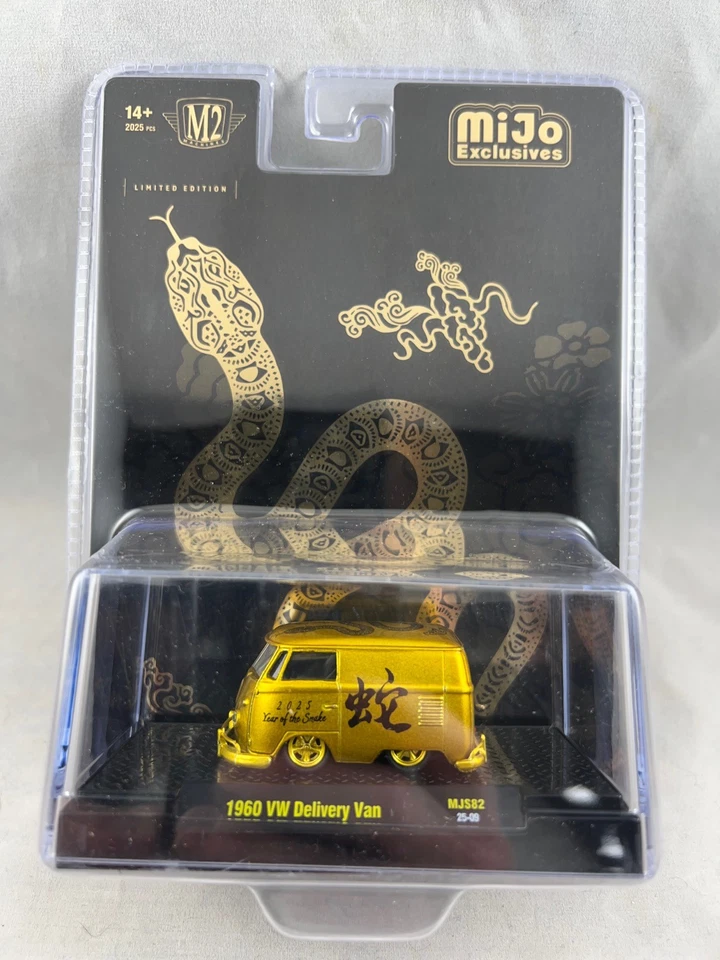 14+
2025 PCS
M2
MACHINES
MiJo
Exclusives
LIMITED EDITION
2025
Year of the Snake
蛇
1960 VW Delivery Van
MJS82
25-09